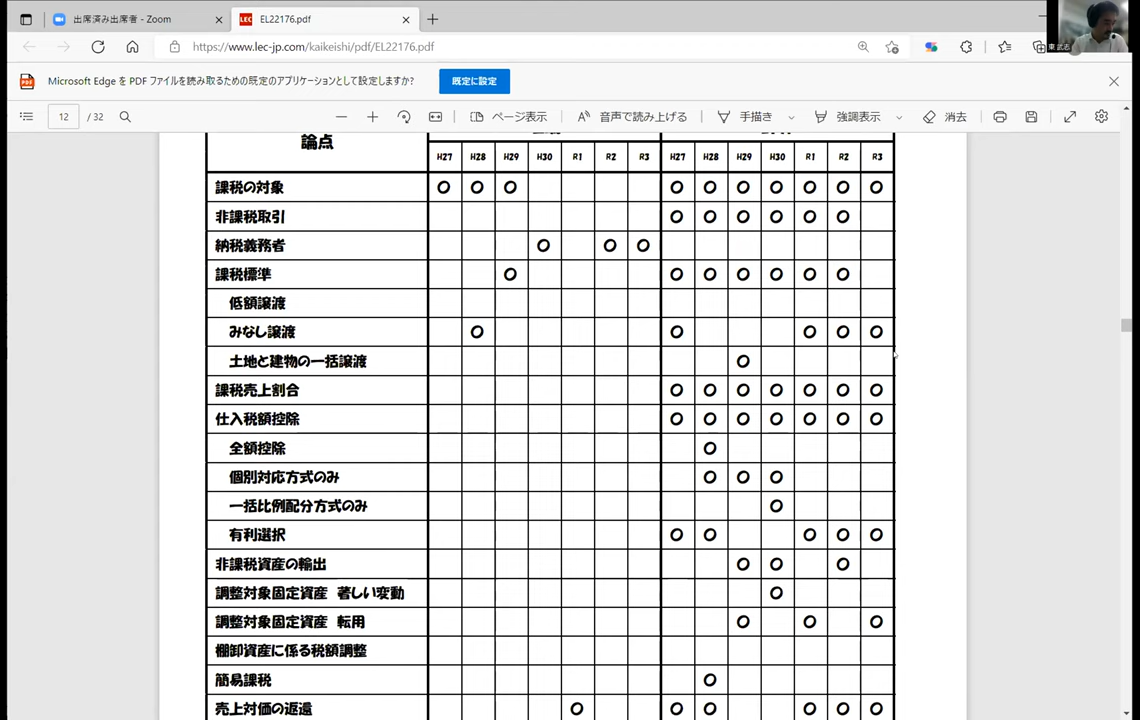 出席済み出席者 - Zoom
LEC EL22176.pdf
https://www.lec-jp.com/kaikeishi/pdf/EL22176.pdf
東 武志
PDF Microsoft Edge を PDF ファイルを読み取るための既定のアプリケーションとして設定しますか? 既定に設定
12 / 32 ページ表示 音声で読み上げる 手描き 強調表示 消去
論点
H27 H28 H29 H30 R1 R2 R3 H27 H28 H29 H30 R1 R2 R3
課税の対象 ○ ○ ○ ○ ○ ○ ○ ○ ○ ○
非課税取引 ○ ○ ○ ○ ○ ○
納税義務者 ○ ○ ○
課税標準 ○ ○ ○ ○ ○ ○ ○
低額譲渡
みなし譲渡 ○ ○ ○ ○ ○
土地と建物の一括譲渡 ○
課税売上割合 ○ ○ ○ ○ ○ ○ ○
仕入税額控除 ○ ○ ○ ○ ○ ○ ○
全額控除 ○
個別対応方式のみ ○ ○ ○
一括比例配分方式のみ ○
有利選択 ○ ○ ○ ○ ○
非課税資産の輸出 ○ ○ ○
調整対象固定資産 著しい変動 ○
調整対象固定資産 転用 ○ ○ ○
棚卸資産に係る税額調整
簡易課税 ○
売上対価の返還 ○ ○ ○ ○ ○ ○